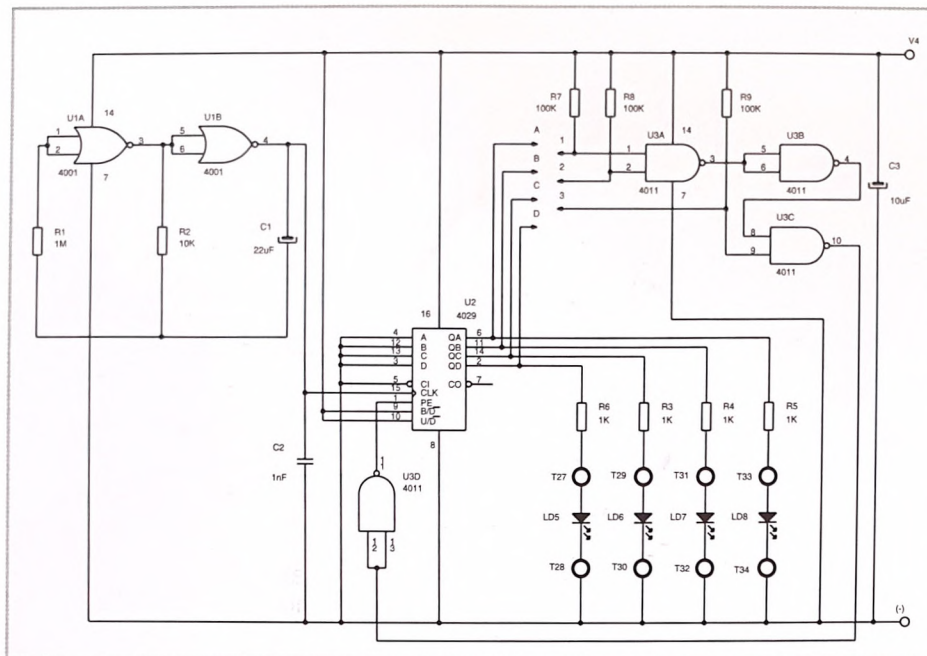 V4
R7
100K
R8
100K
R9
100K
U1A
14
1
2
3
4001
7
U1B
5
6
4
4001
A
B
C
D
1
2
3
U3A
14
1
2
3
4011
7
U3B
5
6
4
4011
U3C
8
9
10
4011
C3
10uF
R1
1M
R2
10K
C1
22uF
U2
4029
16
4 A QA 6
12 B QB 11
13 C QC 14
3 D QD 2
5 CI CO 7
15 CLK
1 PE
9 B/D
10 U/D
8
C2
1nF
1
U3D
4011
12
13
R6
1K
R3
1K
R4
1K
R5
1K
T27
T29
T31
T33
LD5
LD6
LD7
LD8
T28
T30
T32
T34
(-)